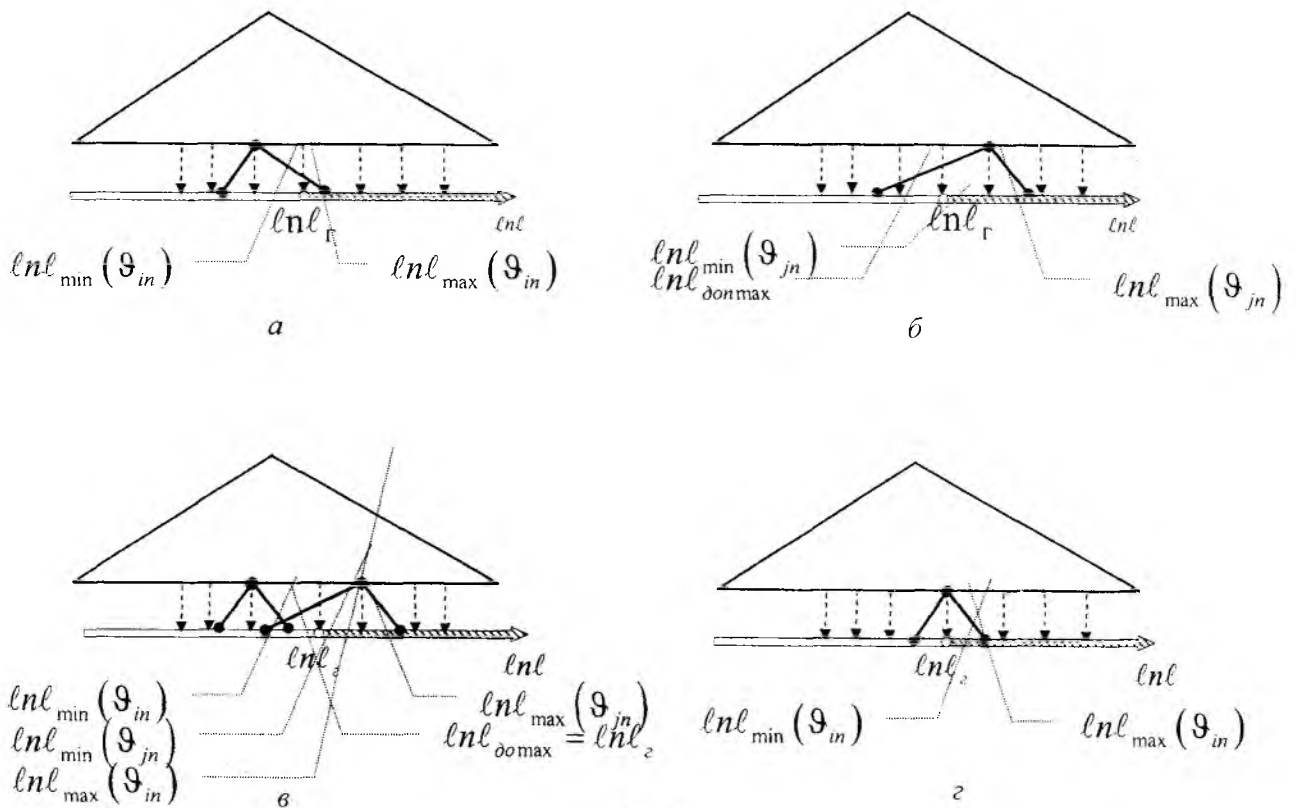 ℓnℓ_Г
ℓnℓ
ℓnℓ_min (ϑ_in)
ℓnℓ_max (ϑ_in)
а
ℓnℓ_Г
ℓnℓ
ℓnℓ_min (ϑ_jn)
ℓnℓ_доп max
ℓnℓ_max (ϑ_jn)
б
ℓnℓ_г
ℓnℓ
ℓnℓ_min (ϑ_in)
ℓnℓ_min (ϑ_jn)
ℓnℓ_max (ϑ_in)
ℓnℓ_max (ϑ_jn)
ℓnℓ_до max = ℓnℓ_г
в
ℓnℓ_г
ℓnℓ
ℓnℓ_min (ϑ_in)
ℓnℓ_max (ϑ_in)
г